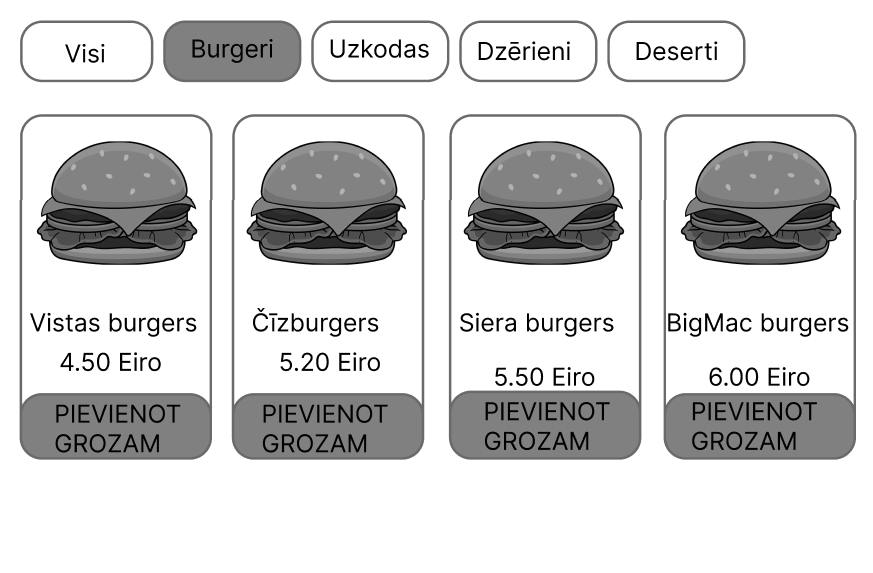 Visi
Burgeri
Uzkodas
Dzērieni
Deserti
Vistas burgers
4.50 Eiro
PIEVIENOT
GROZAM
Čīzburgers
5.20 Eiro
PIEVIENOT
GROZAM
Siera burgers
5.50 Eiro
PIEVIENOT
GROZAM
BigMac burgers
6.00 Eiro
PIEVIENOT
GROZAM